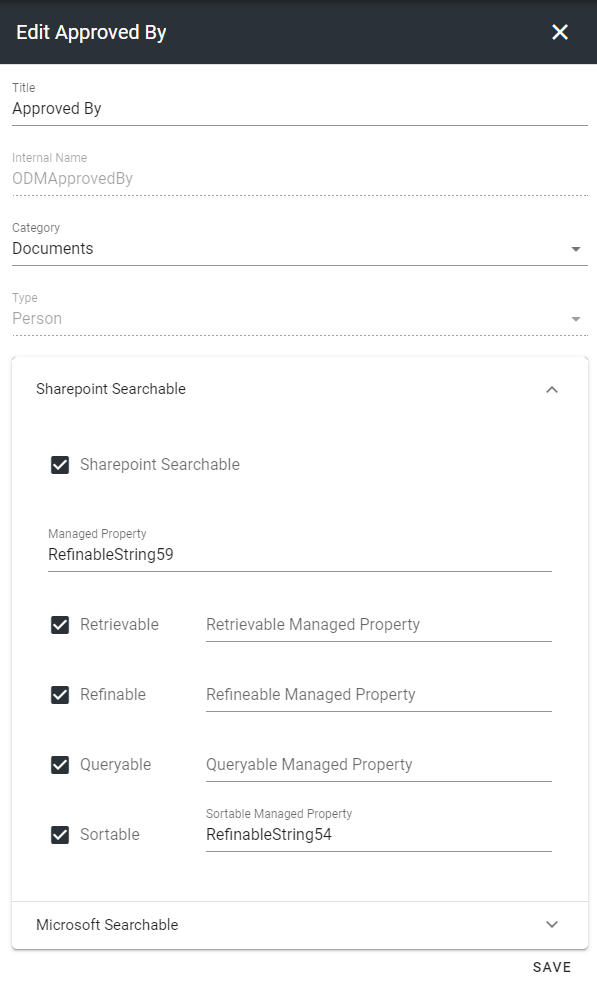 Edit Approved By
Title
Approved By
Internal Name
ODMApprovedBy
Category
Documents
Type
Person
Sharepoint Searchable
Sharepoint Searchable
Managed Property
RefinableString59
Retrievable
Retrievable Managed Property
Refinable
Refineable Managed Property
Queryable
Queryable Managed Property
Sortable Managed Property
Sortable
RefinableString54
Microsoft Searchable
SAVE